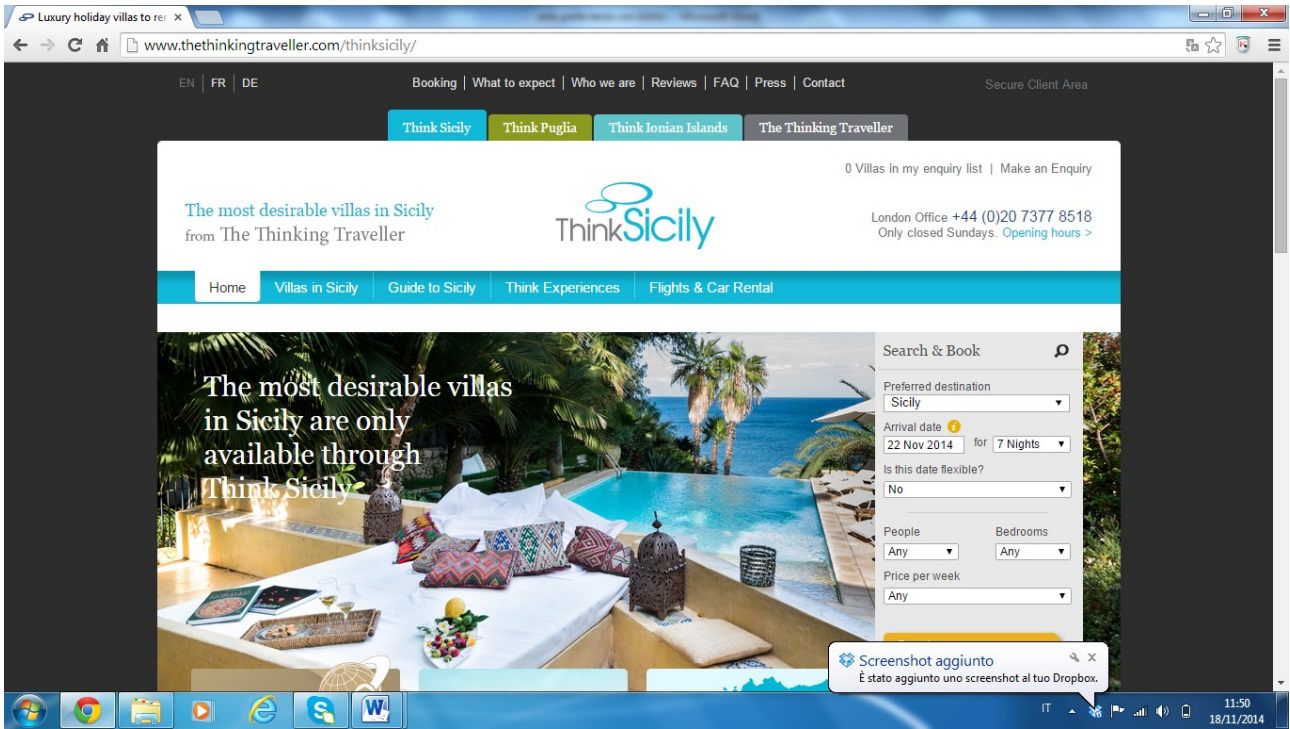 Luxury holiday villas to rer
www.thethinkingtraveller.com/thinksicily/
EN | FR | DE
Booking | What to expect | Who we are | Reviews | FAQ | Press | Contact
Secure Client Area
Think Sicily
Think Puglia
Think Ionian Islands
The Thinking Traveller
0 Villas in my enquiry list | Make an Enquiry
The most desirable villas in Sicily
from The Thinking Traveller
ThinkSicily
London Office +44 (0)20 7377 8518
Only closed Sundays. Opening hours >
Home
Villas in Sicily
Guide to Sicily
Think Experiences
Flights & Car Rental
The most desirable villas
in Sicily are only
available through
Think Sicily
Search & Book
Preferred destination
Sicily
Arrival date
22 Nov 2014 for 7 Nights
Is this date flexible?
No
People Bedrooms
Any Any
Price per week
Any
Screenshot aggiunto
È stato aggiunto uno screenshot al tuo Dropbox.
IT
11:50
18/11/2014